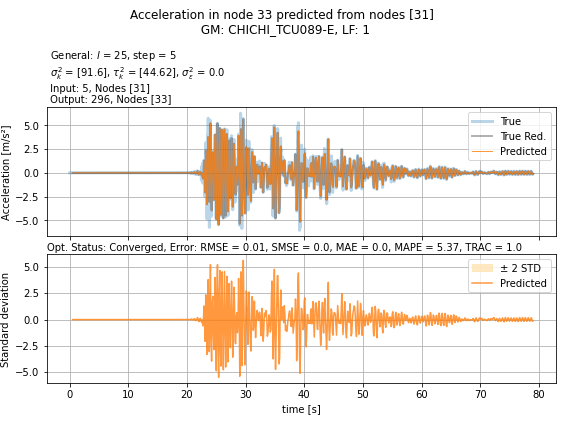 Acceleration in node 33 predicted from nodes [31]
GM: CHICHI_TCU089-E, LF: 1
General: l = 25, step = 5
σ²ₖ = [91.6], τ²ₖ = [44.62], σ²ε = 0.0
Input: 5, Nodes [31]
Output: 296, Nodes [33]
Acceleration [m/s²]
5.0
2.5
0.0
−2.5
−5.0
True
True Red.
Predicted
Opt. Status: Converged, Error: RMSE = 0.01, SMSE = 0.0, MAE = 0.0, MAPE = 5.37, TRAC = 1.0
Standard deviation
5.0
2.5
0.0
−2.5
−5.0
± 2 STD
Predicted
0 10 20 30 40 50 60 70 80
time [s]